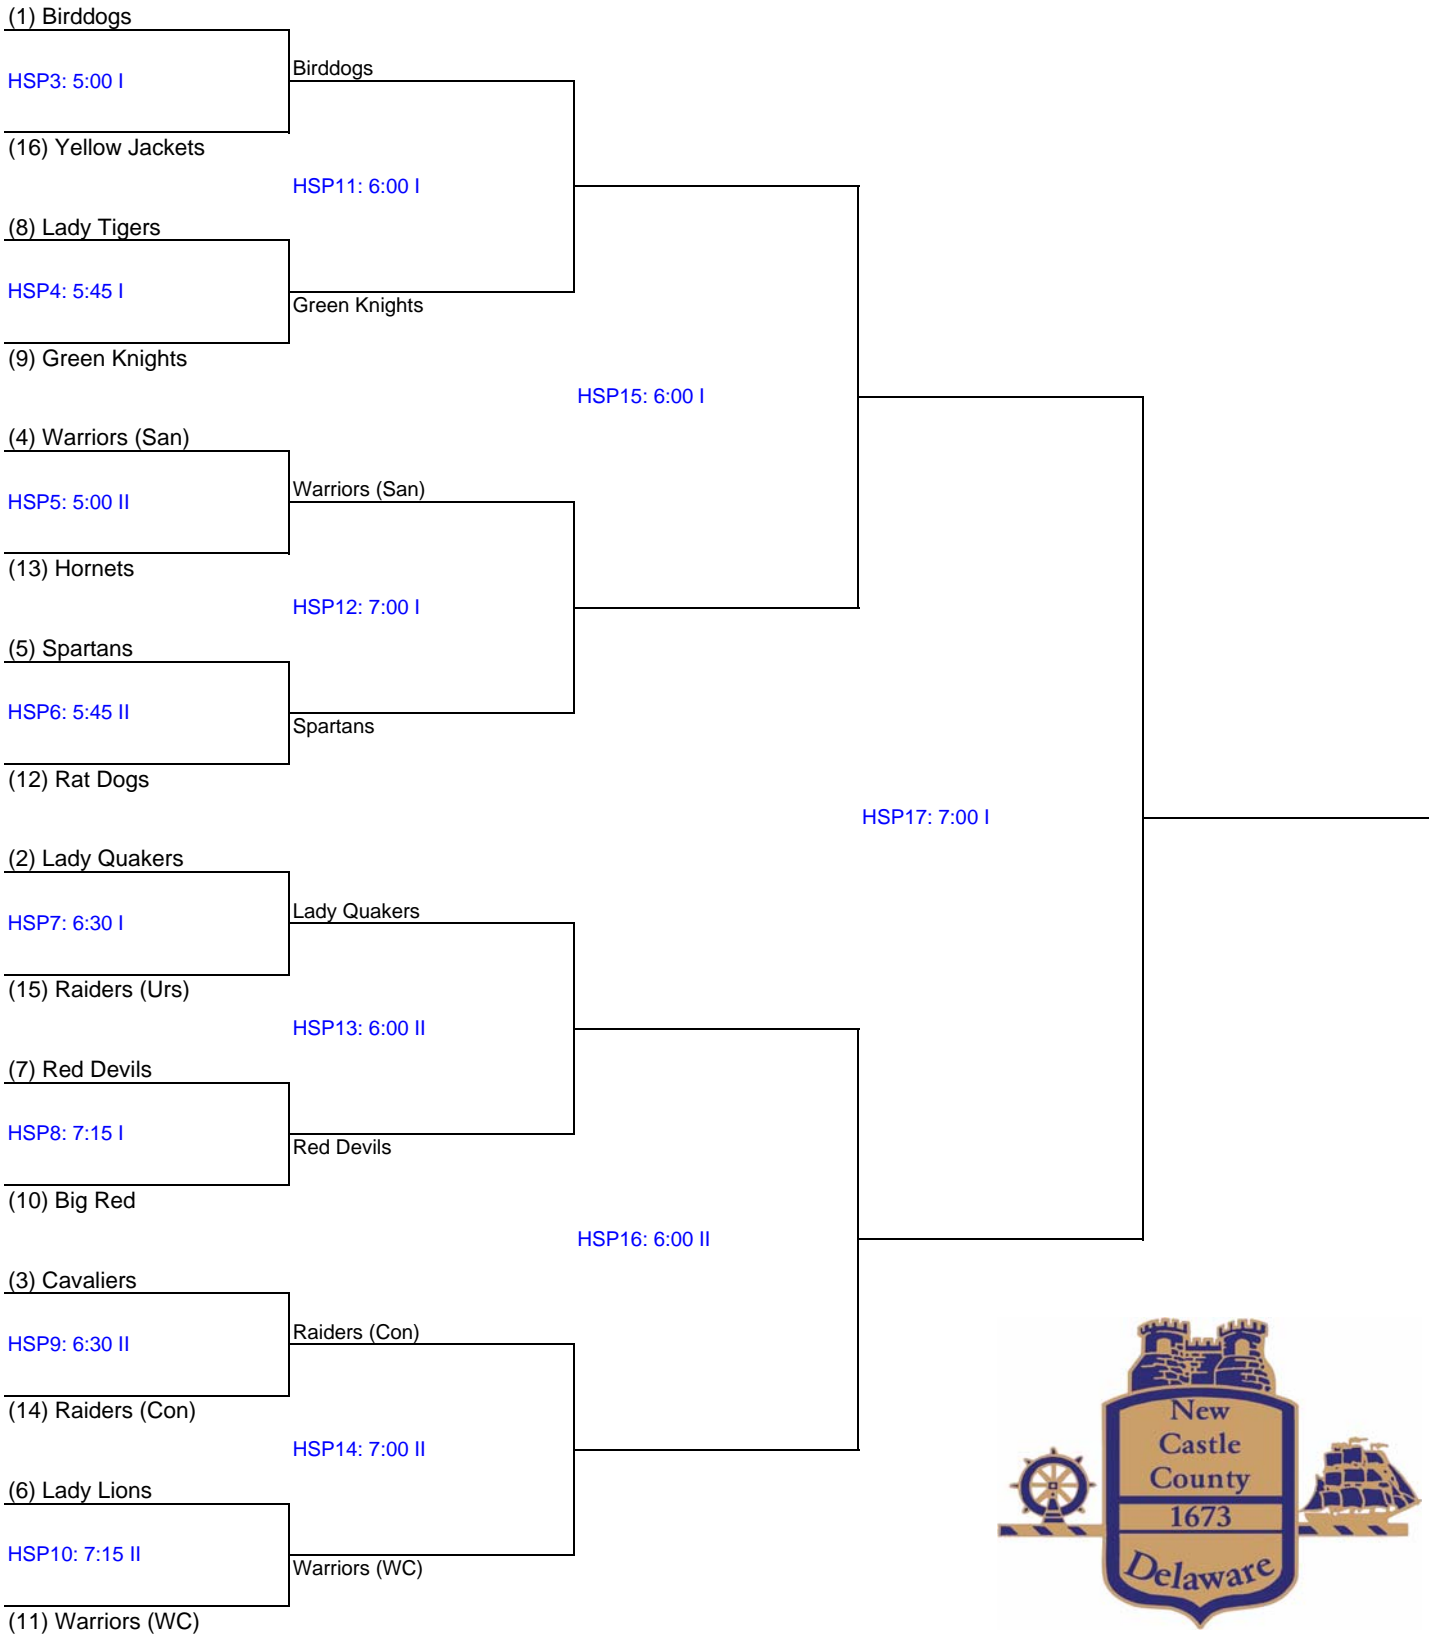 (1) Birddogs
Birddogs
HSP3: 5:00 I
(16) Yellow Jackets
HSP11: 6:00 I
(8) Lady Tigers
HSP4: 5:45 I
Green Knights
(9) Green Knights
HSP15: 6:00 I
(4) Warriors (San)
Warriors (San)
HSP5: 5:00 II
(13) Hornets
HSP12: 7:00 I
(5) Spartans
HSP6: 5:45 II
Spartans
(12) Rat Dogs
HSP17: 7:00 I
(2) Lady Quakers
Lady Quakers
HSP7: 6:30 I
(15) Raiders (Urs)
HSP13: 6:00 II
(7) Red Devils
HSP8: 7:15 I
Red Devils
(10) Big Red
HSP16: 6:00 II
(3) Cavaliers
Raiders (Con)
HSP9: 6:30 II
(14) Raiders (Con)
HSP14: 7:00 II
(6) Lady Lions
HSP10: 7:15 II
Warriors (WC)
(11) Warriors (WC)
New
Castle
County
1673
Delaware